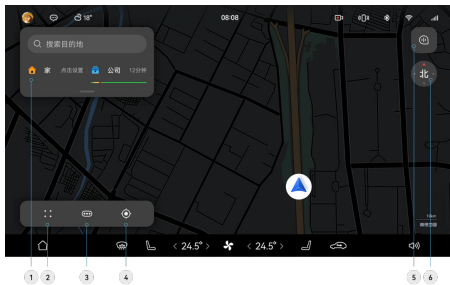 18°
08:08
搜索目的地
家 点击设置 公司 12分钟
北
< 24.5° > < 24.5° >
1 2 3 4 5 6